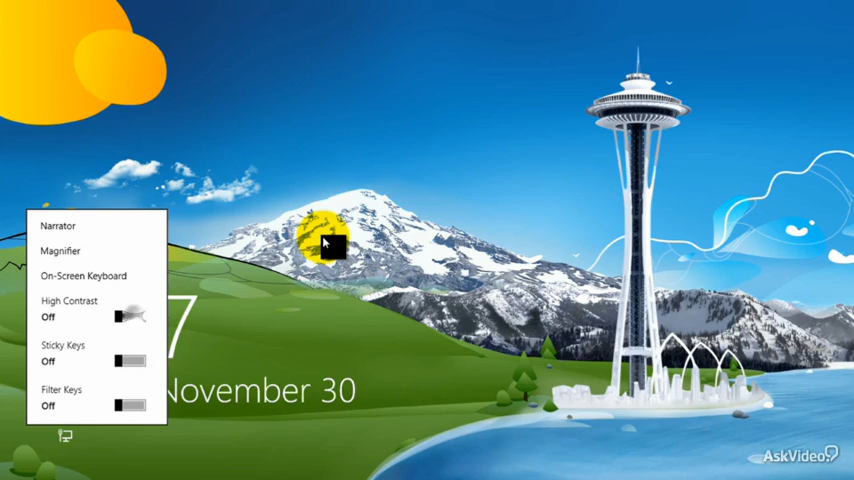 Narrator
Magnifier
On-Screen Keyboard
High Contrast
Off
Sticky Keys
Off
Filter Keys
Off
7
November 30
AskVideo